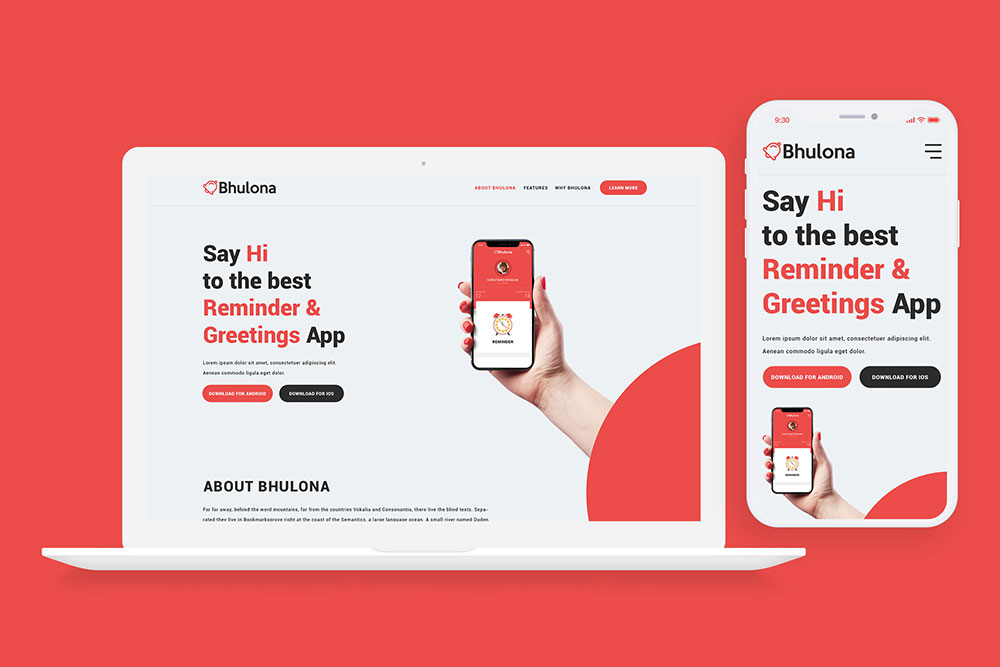 Bhulona
ABOUT BHULONA FEATURES WHY BHULONA LEARN MORE
Say Hi
to the best
Reminder &
Greetings App
Lorem ipsum dolor sit amet, consectetuer adipiscing elit.
Aenean commodo ligula eget dolor.
DOWNLOAD FOR ANDROID DOWNLOAD FOR IOS
Bhulona
12 18
REMINDER
ABOUT BHULONA
Far far away, behind the word mountains, far from the countries Vokalia and Consonantia, there live the blind texts. Sepa-
rated they live in Bookmarksgrove right at the coast of the Semantics, a large language ocean. A small river named Duden
9:30
Bhulona
Say Hi
to the best
Reminder &
Greetings App
Lorem ipsum dolor sit amet, consectetuer adipiscing elit.
Aenean commodo ligula eget dolor.
DOWNLOAD FOR ANDROID DOWNLOAD FOR IOS
Bhulona
REMINDER